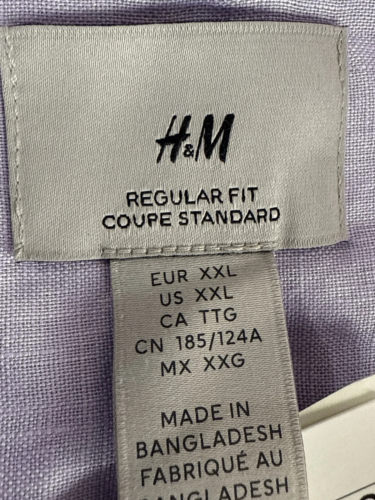 H&M
REGULAR FIT
COUPE STANDARD
EUR XXL
US XXL
CA TTG
CN 185/124A
MX XXG
MADE IN
BANGLADESH
FABRIQUÉ AU
BANGLADESH